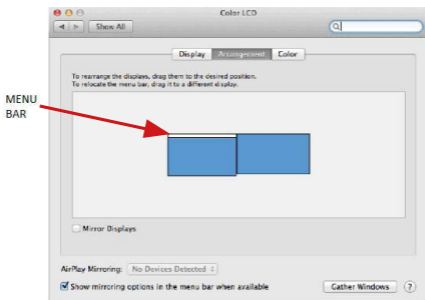 Color LCD
Show All
Display Arrangement Color
To rearrange the displays, drag them to the desired position.
To relocate the menu bar, drag it to a different display.
MENU
BAR
Mirror Displays
AirPlay Mirroring: No Devices Detected
Show mirroring options in the menu bar when available
Gather Windows ?